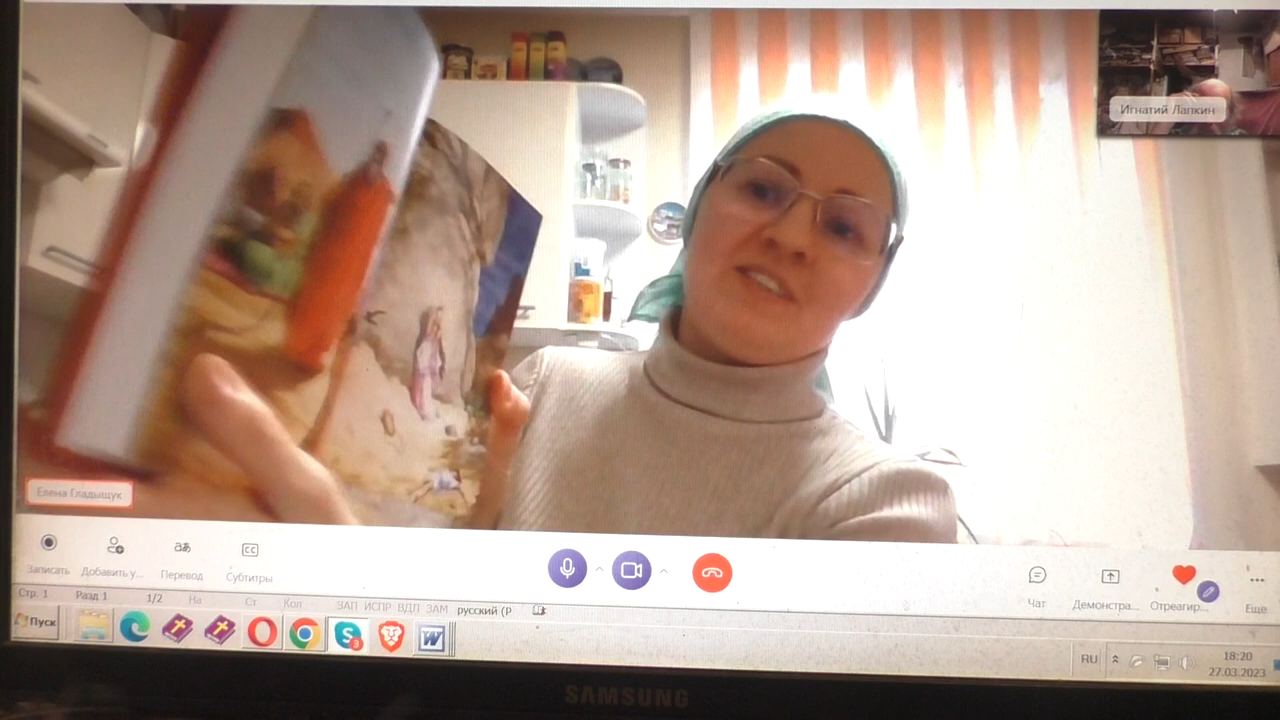 Игнатий Лапкин
Елена Гладыщук
Записать
Добавить у...
Перевод
Субтитры
Чат
Демонстра...
Отреагир...
Еще
Стр. 1 Разд 1 1/2 На Ст Кол ЗАП ИСПР ВДЛ ЗАМ русский (Р
Пуск
RU
18:20
27.03.2023
SAMSUNG